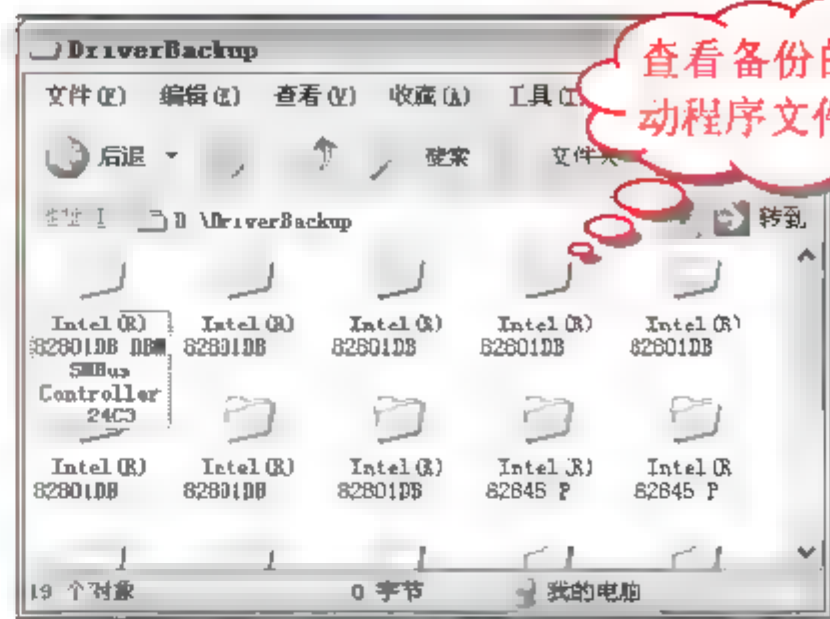 DriverBackup
查看备份的
动程序文件
文件(F) 编辑(E) 查看(V) 收藏(A) 工具(T
后退 搜索 文件夹
D \DriverBackup 转到
Intel(R) Intel(R) Intel(R) Intel(R) Intel(R)
82801DB DBM 82801DB 82801DB 82801DB 82801DB
SMBus
Controller
24C3
Intel(R) Intel(R) Intel(R) Intel(R) Intel(R
82801DB 82801DB 82801DB 82845 P 82845 P
19 个对象 0 字节 我的电脑